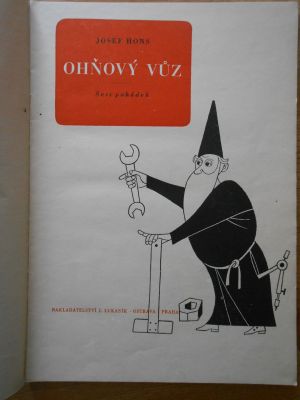 JOSEF HONS
OHŇOVÝ VŮZ
Šest pohádek
NAKLADATELSTVÍ J. LUKASÍK · OSTRAVA · PRAHA